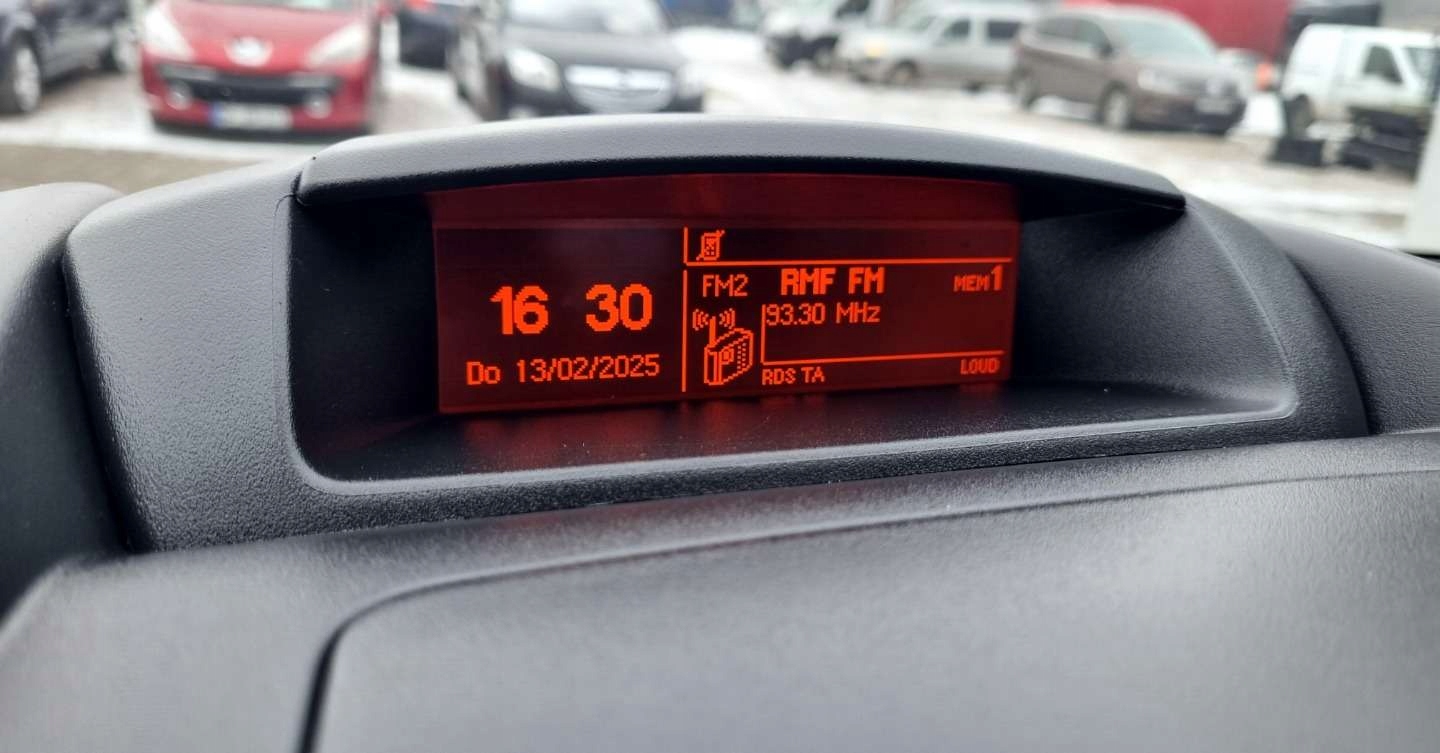 16 30
Do 13/02/2025
FM2 RMF FM MEM1
93.30 MHz
RDS TA LOUD